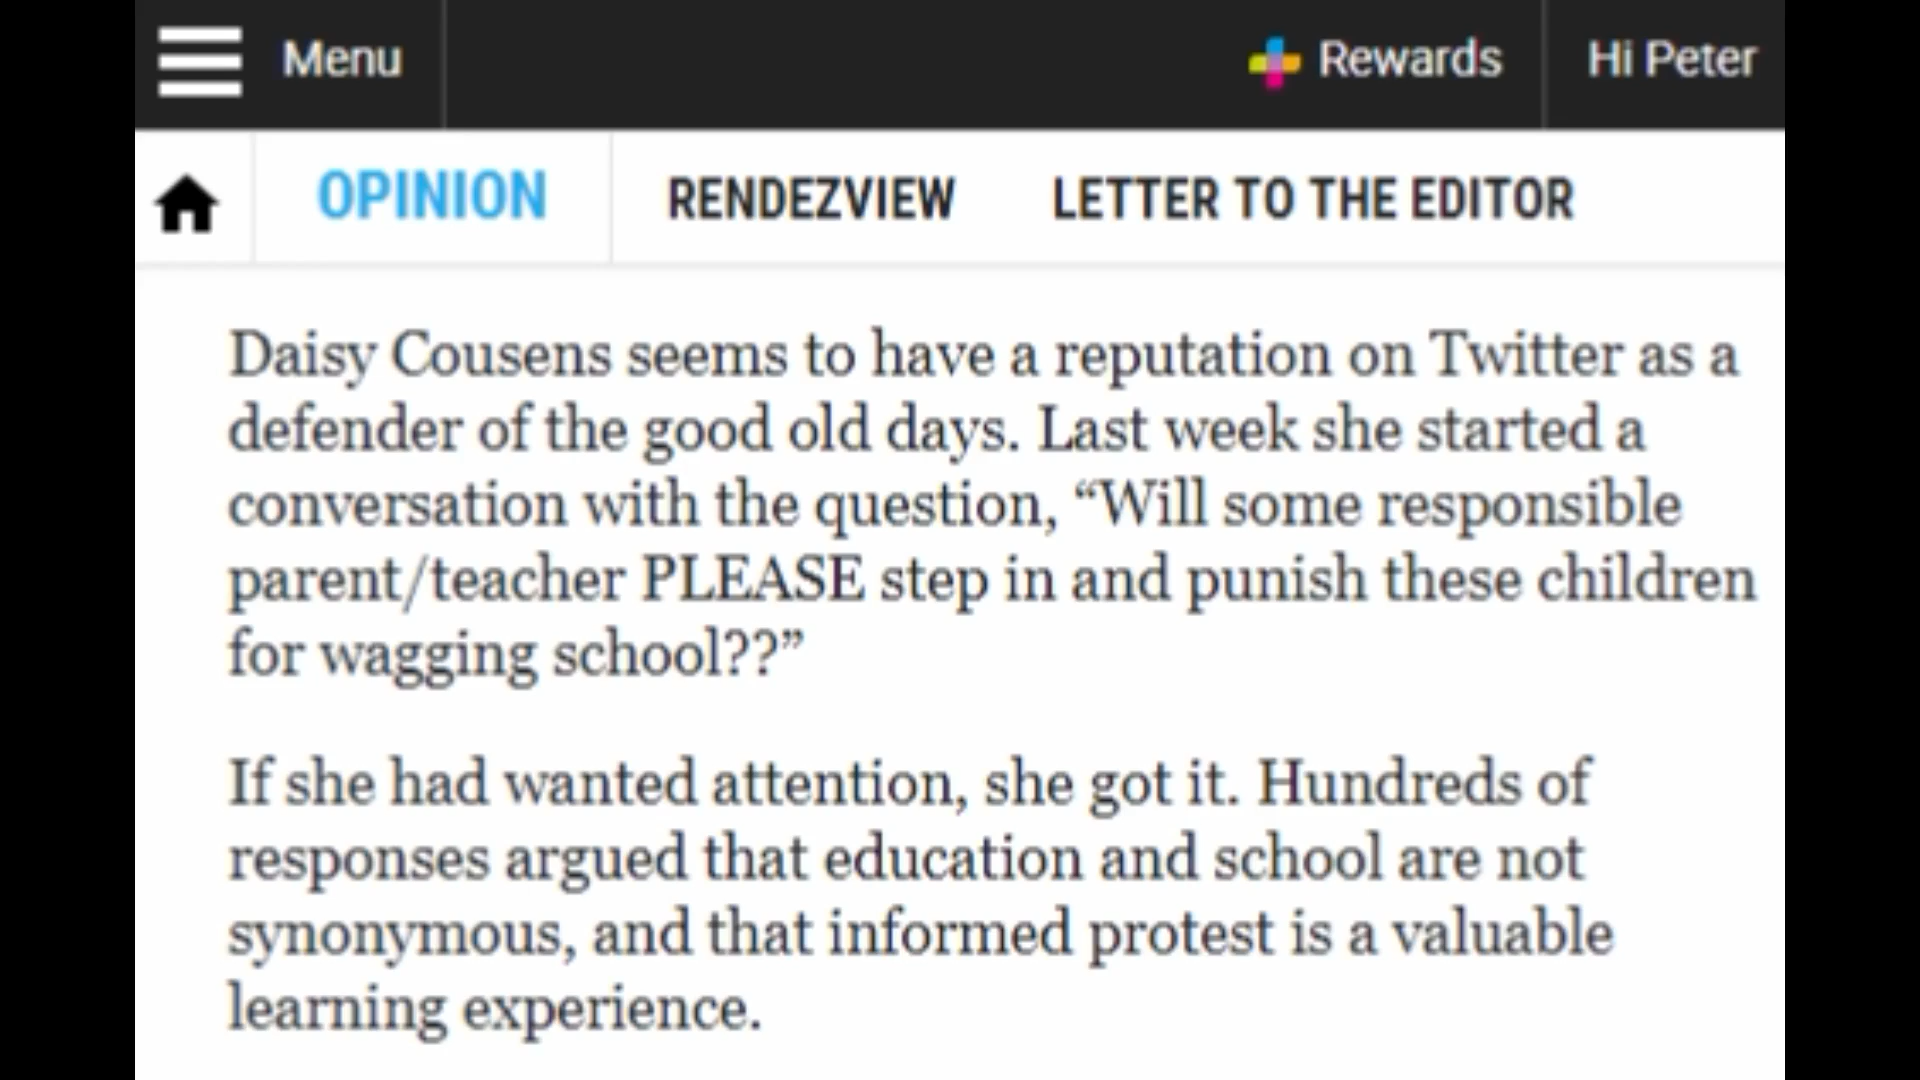 Menu
Rewards
Hi Peter
OPINION
RENDEZVIEW
LETTER TO THE EDITOR
Daisy Cousens seems to have a reputation on Twitter as a
defender of the good old days. Last week she started a
conversation with the question, “Will some responsible
parent/teacher PLEASE step in and punish these children
for wagging school??”
If she had wanted attention, she got it. Hundreds of
responses argued that education and school are not
synonymous, and that informed protest is a valuable
learning experience.